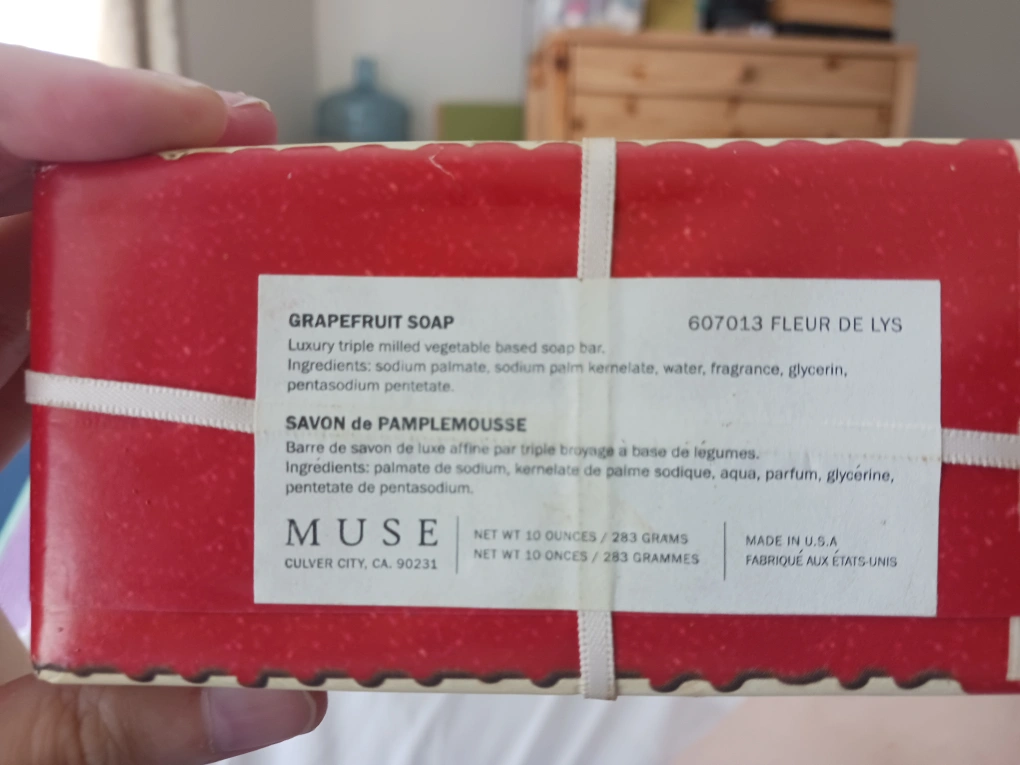 GRAPEFRUIT SOAP
607013 FLEUR DE LYS
Luxury triple milled vegetable based soap bar.
Ingredients: sodium palmate, sodium palm kernelate, water, fragrance, glycerin,
pentasodium pentetate.
SAVON de PAMPLEMOUSSE
Barre de savon de luxe affine par triple broyage à base de légumes.
Ingrédients: palmate de sodium, kernelate de palme sodique, aqua, parfum, glycérine,
pentetate de pentasodium.
MUSE
CULVER CITY, CA. 90231
NET WT 10 OUNCES / 283 GRAMS
NET WT 10 ONCES / 283 GRAMMES
MADE IN U.S.A
FABRIQUÉ AUX ÉTATS-UNIS